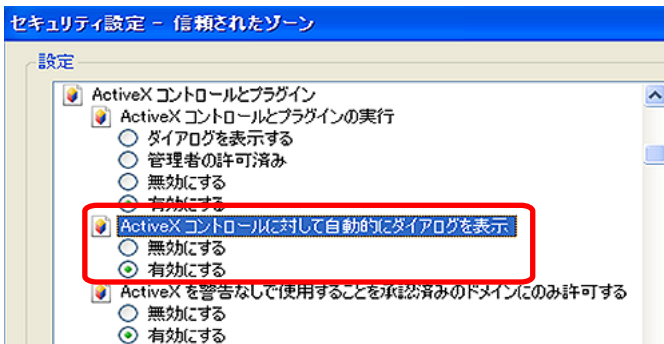 セキュリティ設定 - 信頼されたゾーン
設定
ActiveX コントロールとプラグイン
ActiveX コントロールとプラグインの実行
ダイアログを表示する
管理者の許可済み
無効にする
有効にする
ActiveX コントロールに対して自動的にダイアログを表示
無効にする
有効にする
ActiveX を警告なしで使用することを承認済みのドメインにのみ許可する
無効にする
有効にする